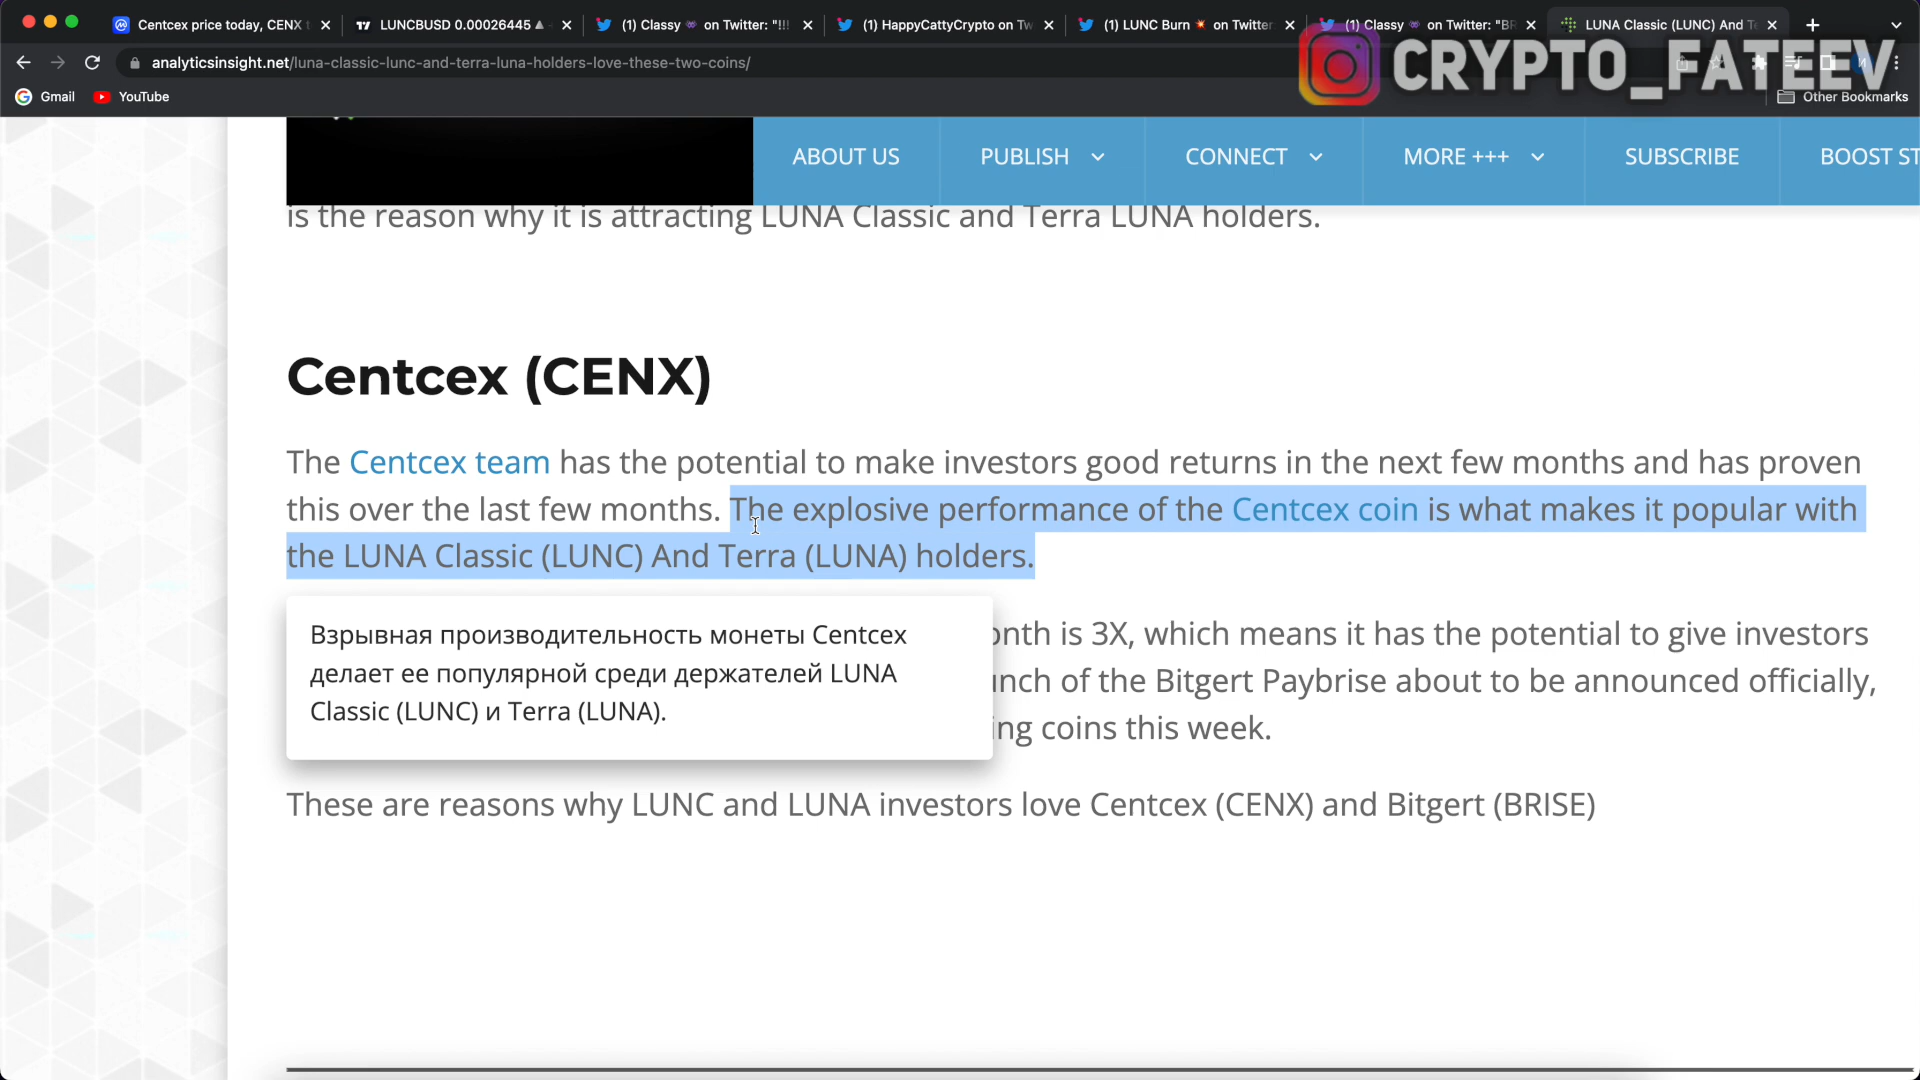 Centcex price today, CENX t
LUNCBUSD 0.00026445 ▲
(1) Classy 👾 on Twitter: "!!!
(1) HappyCattyCrypto on Tw
(1) LUNC Burn 💥 on Twitter
(1) Classy 👾 on Twitter: "BR
LUNA Classic (LUNC) And Te
analyticsinsight.net/luna-classic-lunc-and-terra-luna-holders-love-these-two-coins/
CRYPTO_FATEEV
Gmail
YouTube
Other Bookmarks
ABOUT US
PUBLISH
CONNECT
MORE +++
SUBSCRIBE
BOOST ST
is the reason why it is attracting LUNA Classic and Terra LUNA holders.
Centcex (CENX)
The Centcex team has the potential to make investors good returns in the next few months and has proven
this over the last few months. The explosive performance of the Centcex coin is what makes it popular with
the LUNA Classic (LUNC) And Terra (LUNA) holders.
Взрывная производительность монеты Centcex
делает ее популярной среди держателей LUNA
Classic (LUNC) и Terra (LUNA).
onth is 3X, which means it has the potential to give investors
nch of the Bitgert Paybrise about to be announced officially,
ing coins this week.
These are reasons why LUNC and LUNA investors love Centcex (CENX) and Bitgert (BRISE)